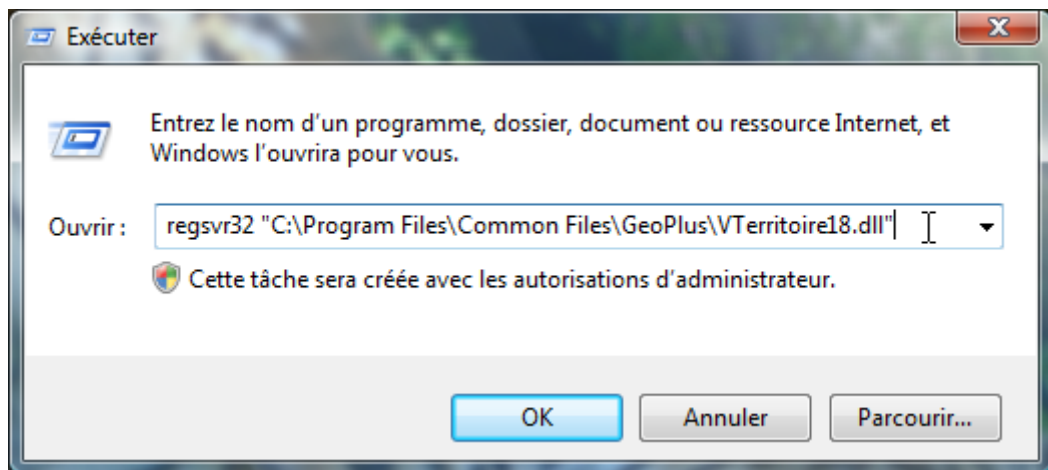 Exécuter
Entrez le nom d'un programme, dossier, document ou ressource Internet, et
Windows l'ouvrira pour vous.
Ouvrir : regsvr32 "C:\Program Files\Common Files\GeoPlus\VTerritoire18.dll"
Cette tâche sera créée avec les autorisations d'administrateur.
OK Annuler Parcourir...